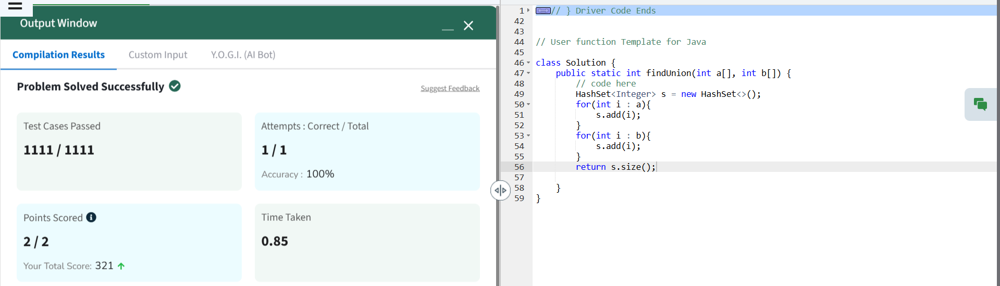 Output Window
Compilation Results Custom Input Y.O.G.I. (AI Bot)
Problem Solved Successfully
Suggest Feedback
Test Cases Passed
1111 / 1111
Attempts : Correct / Total
1 / 1
Accuracy : 100%
Points Scored
2 / 2
Your Total Score: 321
Time Taken
0.85
1 // } Driver Code Ends
42
43
44 // User function Template for Java
45
46 class Solution {
47     public static int findUnion(int a[], int b[]) {
48         // code here
49         HashSet<Integer> s = new HashSet<>();
50         for(int i : a){
51             s.add(i);
52         }
53         for(int i : b){
54             s.add(i);
55         }
56         return s.size();
57
58     }
59 }